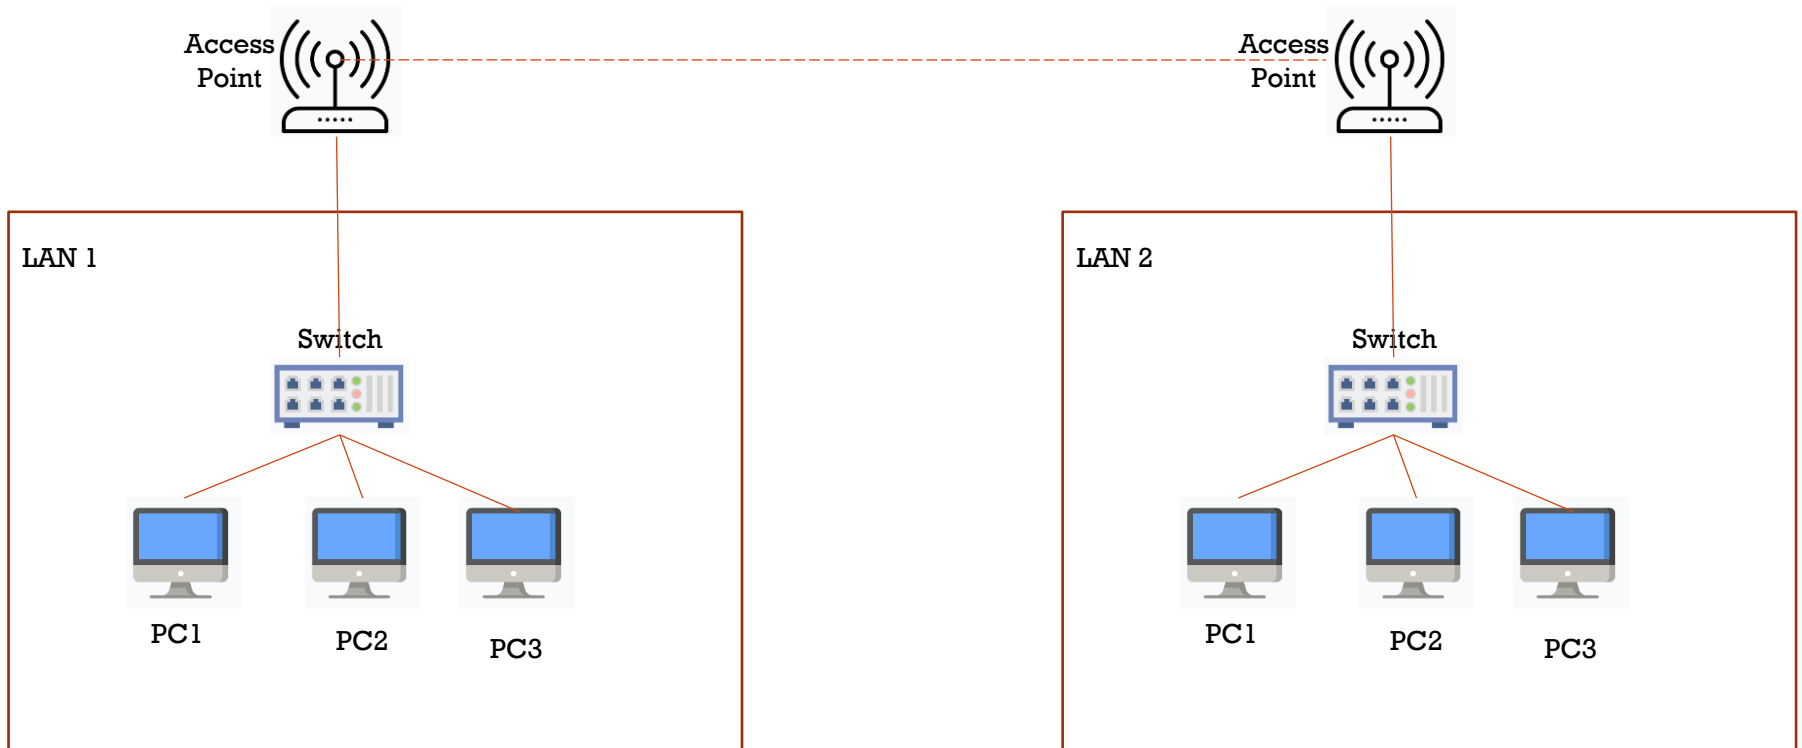 Access
Point
Access
Point
LAN 1
Switch
PC1
PC2
PC3
LAN 2
Switch
PC1
PC2
PC3